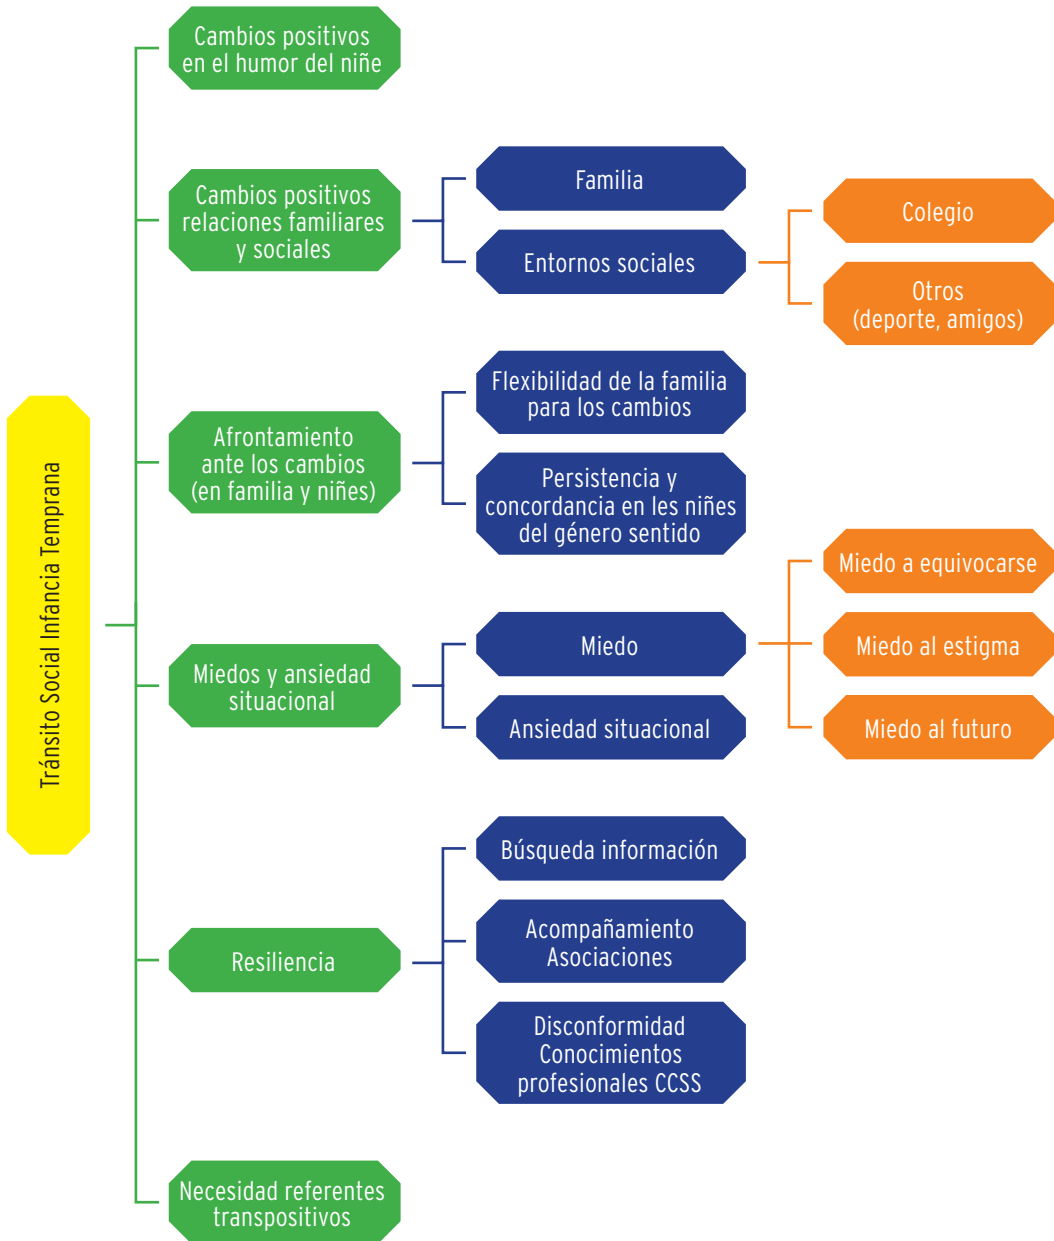 Tránsito Social Infancia Temprana
Cambios positivos
en el humor del niñe
Cambios positivos
relaciones familiares
y sociales
Familia
Entornos sociales
Colegio
Otros
(deporte, amigos)
Afrontamiento
ante los cambios
(en familia y niñes)
Flexibilidad de la familia
para los cambios
Persistencia y
concordancia en les niñes
del género sentido
Miedos y ansiedad
situacional
Miedo
Ansiedad situacional
Miedo a equivocarse
Miedo al estigma
Miedo al futuro
Resiliencia
Búsqueda información
Acompañamiento
Asociaciones
Disconformidad
Conocimientos
profesionales CCSS
Necesidad referentes
transpositivos